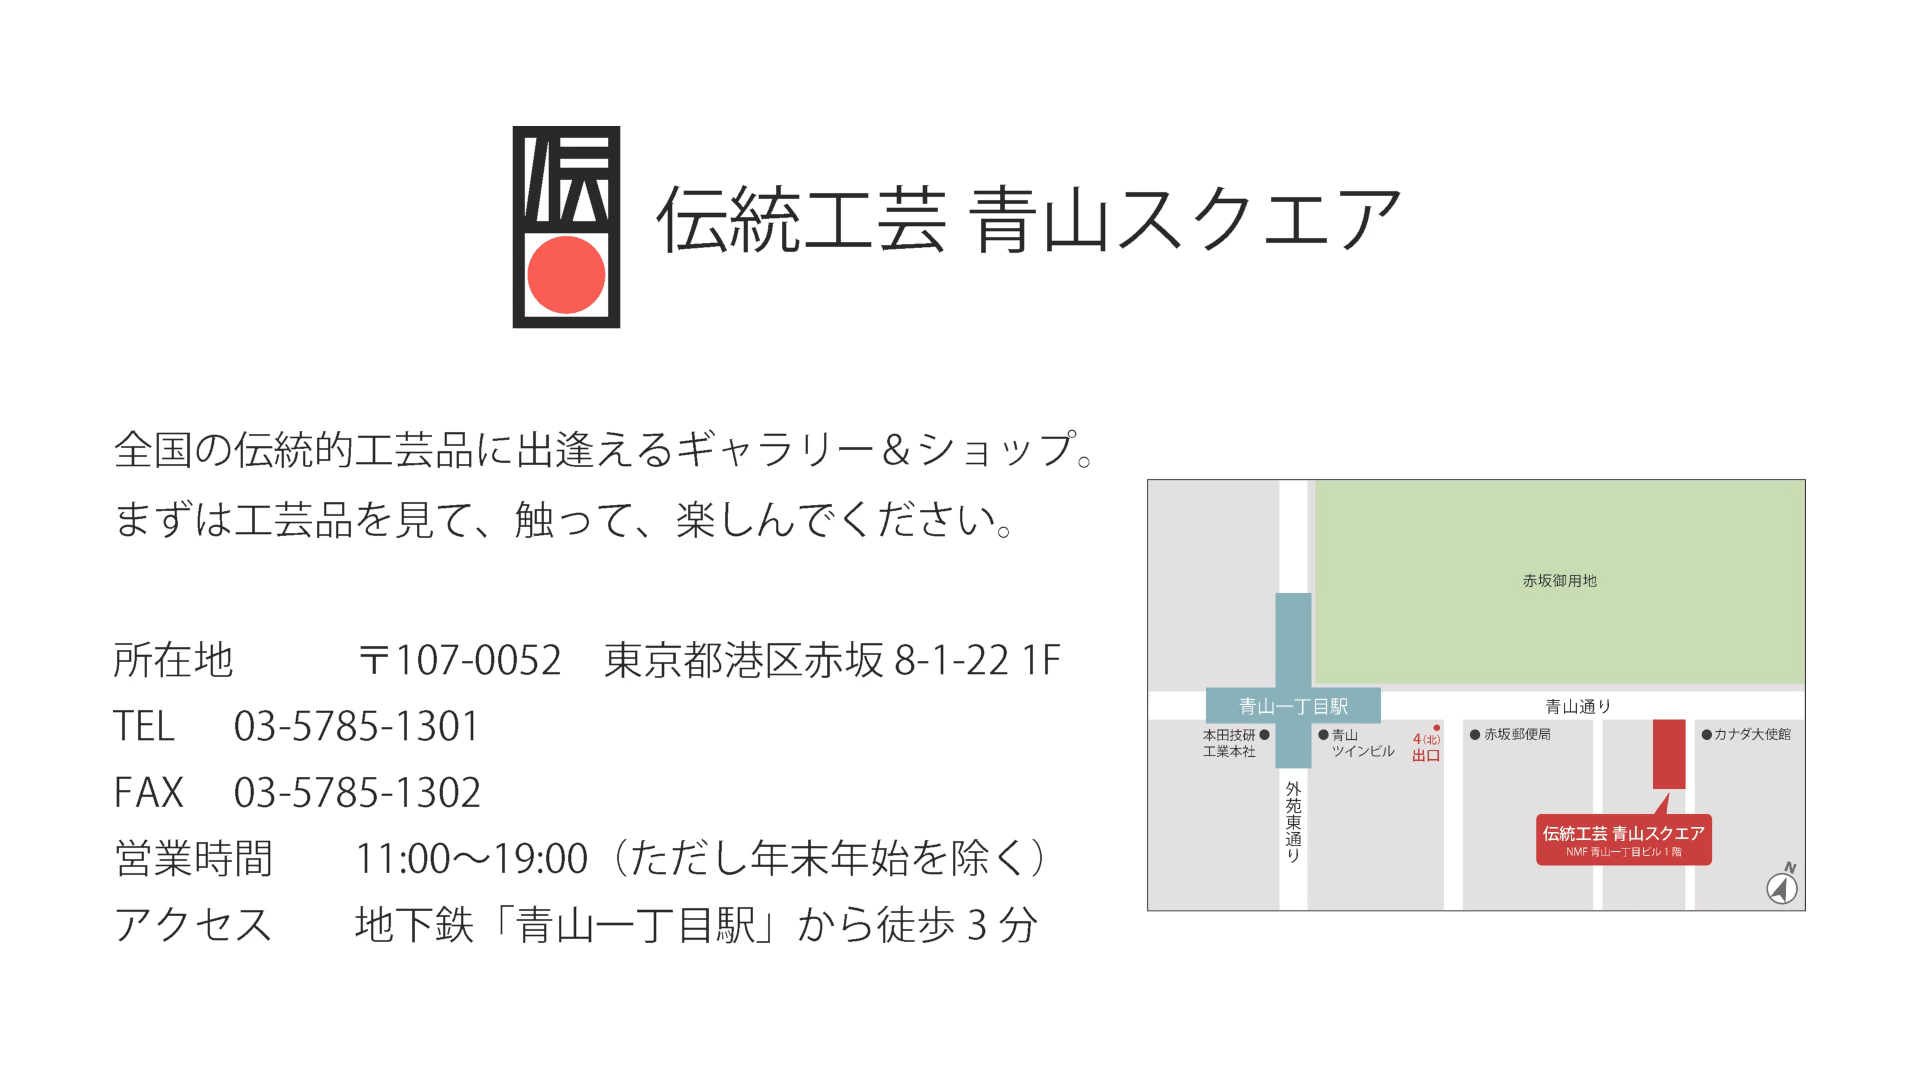 伝
伝統工芸 青山スクエア
全国の伝統的工芸品に出逢えるギャラリー＆ショップ。
まずは工芸品を見て、触って、楽しんでください。
所在地　〒107-0052　東京都港区赤坂 8-1-22 1F
TEL　03-5785-1301
FAX　03-5785-1302
営業時間　11:00〜19:00（ただし年末年始を除く）
アクセス　地下鉄「青山一丁目駅」から徒歩 3 分
赤坂御用地
青山一丁目駅
青山通り
本田技研
工業本社
青山
ツインビル
4（北）
出口
赤坂郵便局
カナダ大使館
外苑東通り
伝統工芸 青山スクエア
NMF 青山一丁目ビル 1 階
N